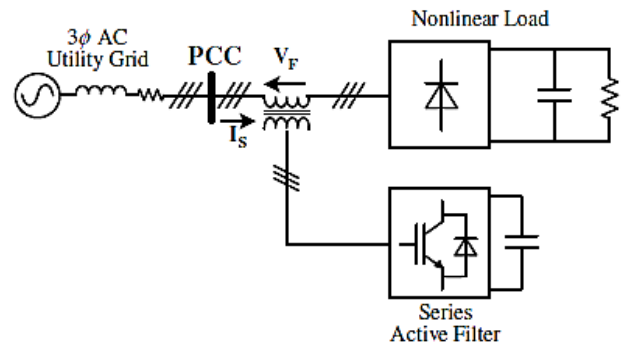 Nonlinear Load
3ϕ AC
Utility Grid
PCC
V_F
I_S
Series
Active Filter